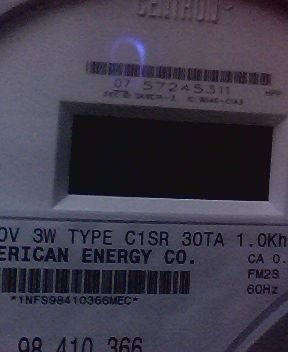 CENTRON
07 57245311
0V 3W TYPE C1SR 30TA 1.0Kh
ERICAN ENERGY CO.
CA 0.
FM2S
*1NFS98410366MEC*
60Hz
98 410 366